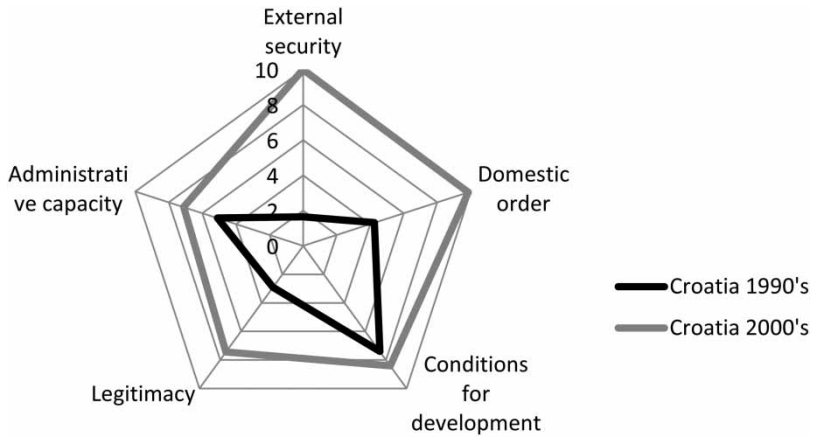 External
security
10
8
6
4
2
0
Administrati
ve capacity
Domestic
order
Croatia 1990's
Croatia 2000's
Legitimacy
Conditions
for
development